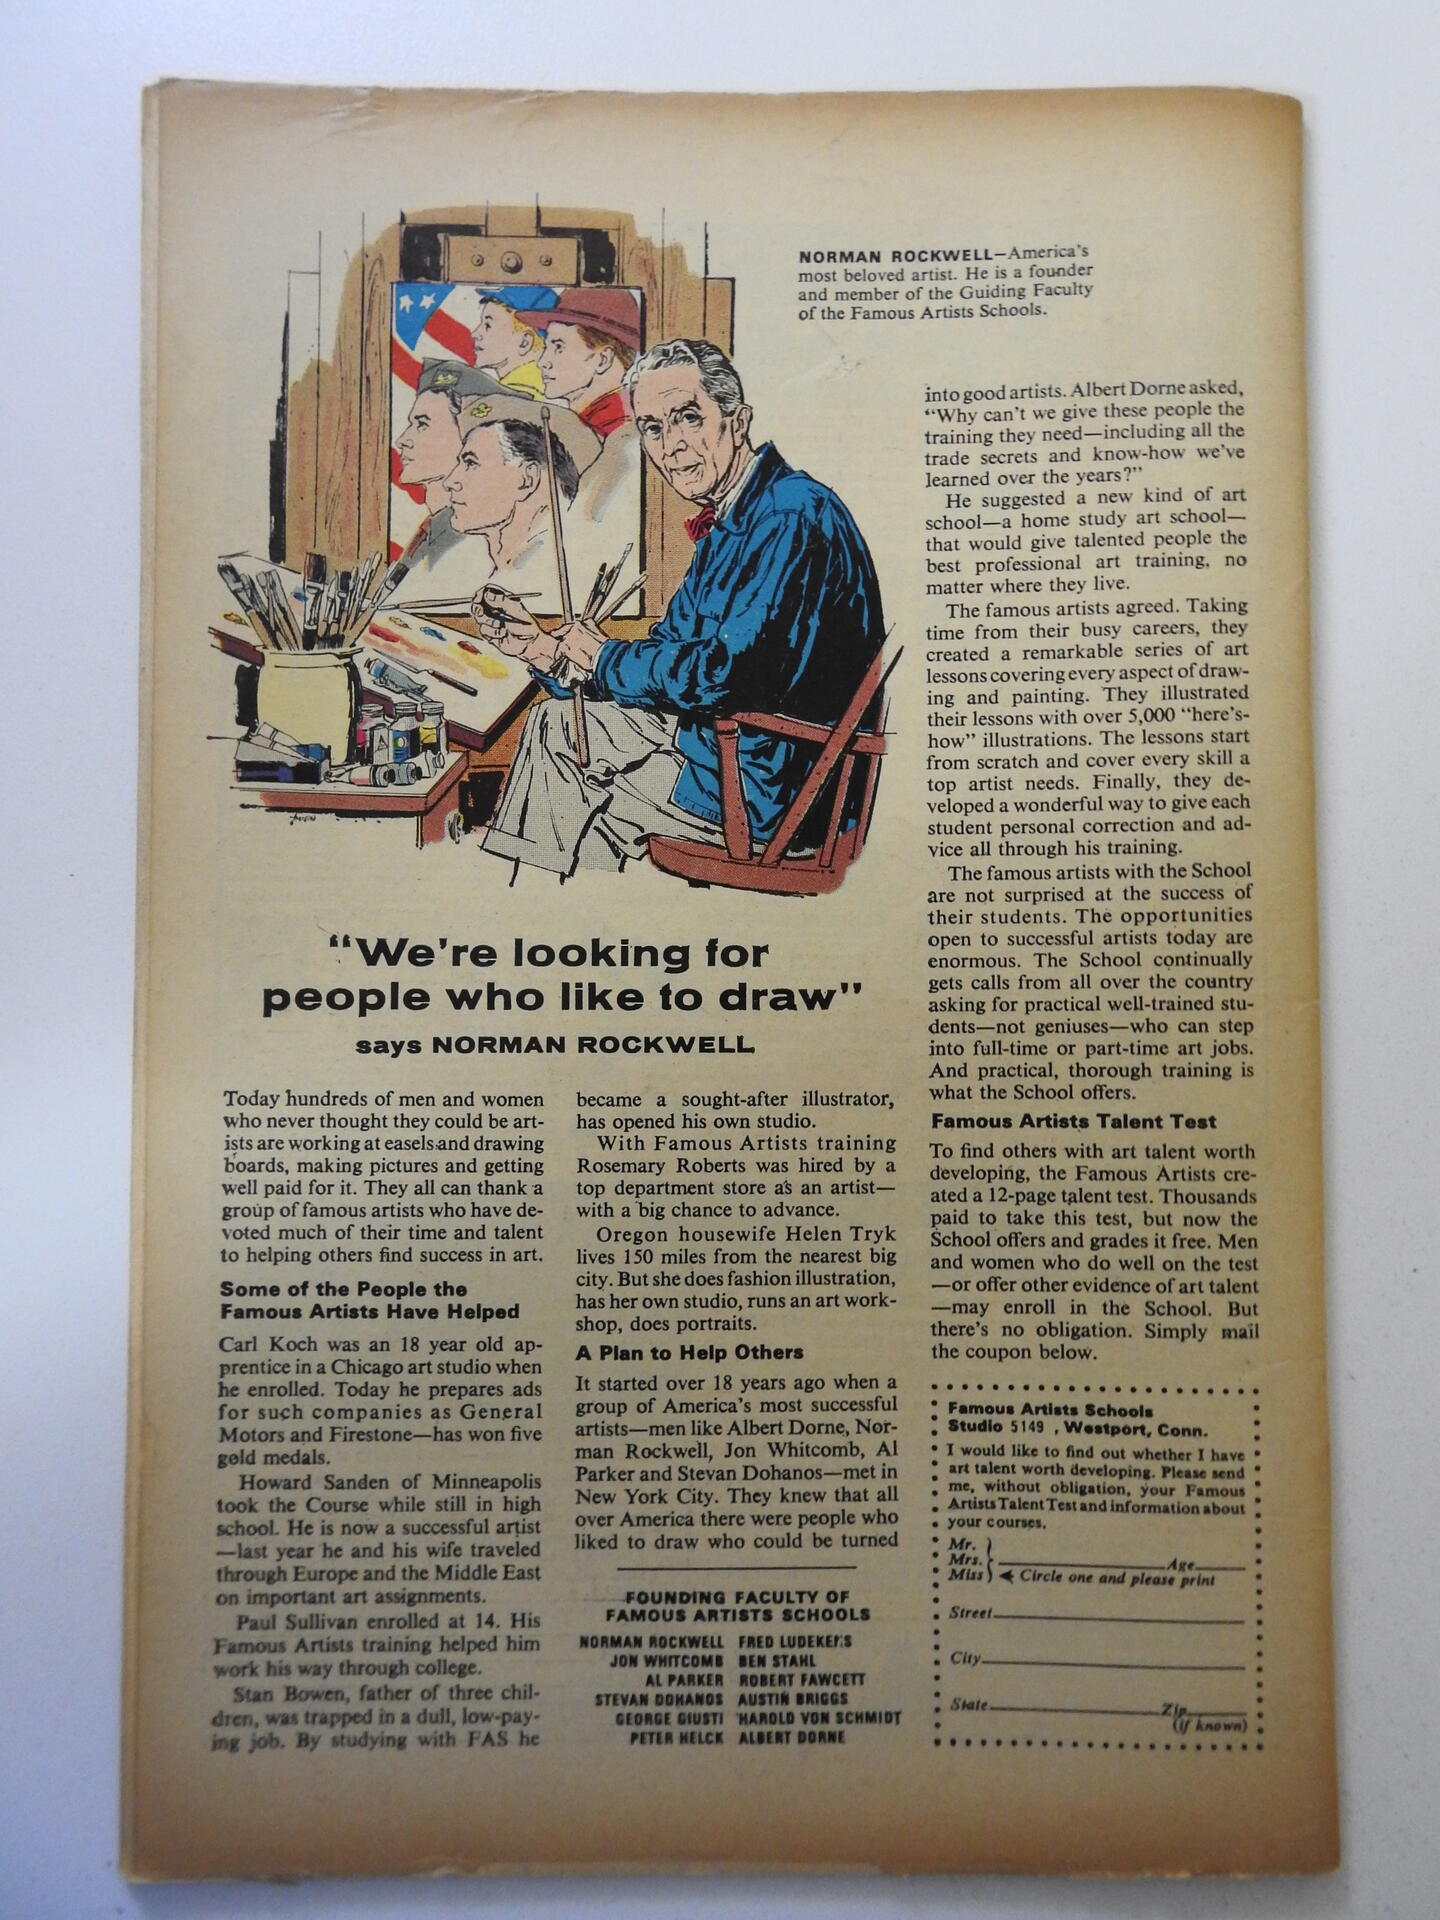 NORMAN ROCKWELL—America's
most beloved artist. He is a founder
and member of the Guiding Faculty
of the Famous Artists Schools.
"We're looking for
people who like to draw"
says NORMAN ROCKWELL
Today hundreds of men and women
who never thought they could be art-
ists are working at easels and drawing
boards, making pictures and getting
well paid for it. They all can thank a
group of famous artists who have de-
voted much of their time and talent
to helping others find success in art.
Some of the People the
Famous Artists Have Helped
Carl Koch was an 18 year old ap-
prentice in a Chicago art studio when
he enrolled. Today he prepares ads
for such companies as General
Motors and Firestone—has won five
gold medals.
Howard Sanden of Minneapolis
took the Course while still in high
school. He is now a successful artist
—last year he and his wife traveled
through Europe and the Middle East
on important art assignments.
Paul Sullivan enrolled at 14. His
Famous Artists training helped him
work his way through college.
Stan Bowen, father of three chil-
dren, was trapped in a dull, low-pay-
ing job. By studying with FAS he
became a sought-after illustrator,
has opened his own studio.
With Famous Artists training
Rosemary Roberts was hired by a
top department store as an artist—
with a big chance to advance.
Oregon housewife Helen Tryk
lives 150 miles from the nearest big
city. But she does fashion illustration,
has her own studio, runs an art work-
shop, does portraits.
A Plan to Help Others
It started over 18 years ago when a
group of America's most successful
artists—men like Albert Dorne, Nor-
man Rockwell, Jon Whitcomb, Al
Parker and Stevan Dohanos—met in
New York City. They knew that all
over America there were people who
liked to draw who could be turned
FOUNDING FACULTY OF
FAMOUS ARTISTS SCHOOLS
NORMAN ROCKWELL FRED LUDEKENS
JON WHITCOMB BEN STAHL
AL PARKER ROBERT FAWCETT
STEVAN DOHANOS AUSTIN BRIGGS
GEORGE GIUSTI HAROLD VON SCHMIDT
PETER HELCK ALBERT DORNE
into good artists. Albert Dorne asked,
"Why can't we give these people the
training they need—including all the
trade secrets and know-how we've
learned over the years?"
He suggested a new kind of art
school—a home study art school—
that would give talented people the
best professional art training, no
matter where they live.
The famous artists agreed. Taking
time from their busy careers, they
created a remarkable series of art
lessons covering every aspect of draw-
ing and painting. They illustrated
their lessons with over 5,000 "here's-
how" illustrations. The lessons start
from scratch and cover every skill a
top artist needs. Finally, they de-
veloped a wonderful way to give each
student personal correction and ad-
vice all through his training.
The famous artists with the School
are not surprised at the success of
their students. The opportunities
open to successful artists today are
enormous. The School continually
gets calls from all over the country
asking for practical well-trained stu-
dents—not geniuses—who can step
into full-time or part-time art jobs.
And practical, thorough training is
what the School offers.
Famous Artists Talent Test
To find others with art talent worth
developing, the Famous Artists cre-
ated a 12-page talent test. Thousands
paid to take this test, but now the
School offers and grades it free. Men
and women who do well on the test
—or offer other evidence of art talent
—may enroll in the School. But
there's no obligation. Simply mail
the coupon below.
Famous Artists Schools
Studio 5149 , Westport, Conn.
I would like to find out whether I have
art talent worth developing. Please send
me, without obligation, your Famous
Artists Talent Test and information about
your courses.
Mr.
Mrs. Age
Miss Circle one and please print
Street
City
State Zip
(if known)